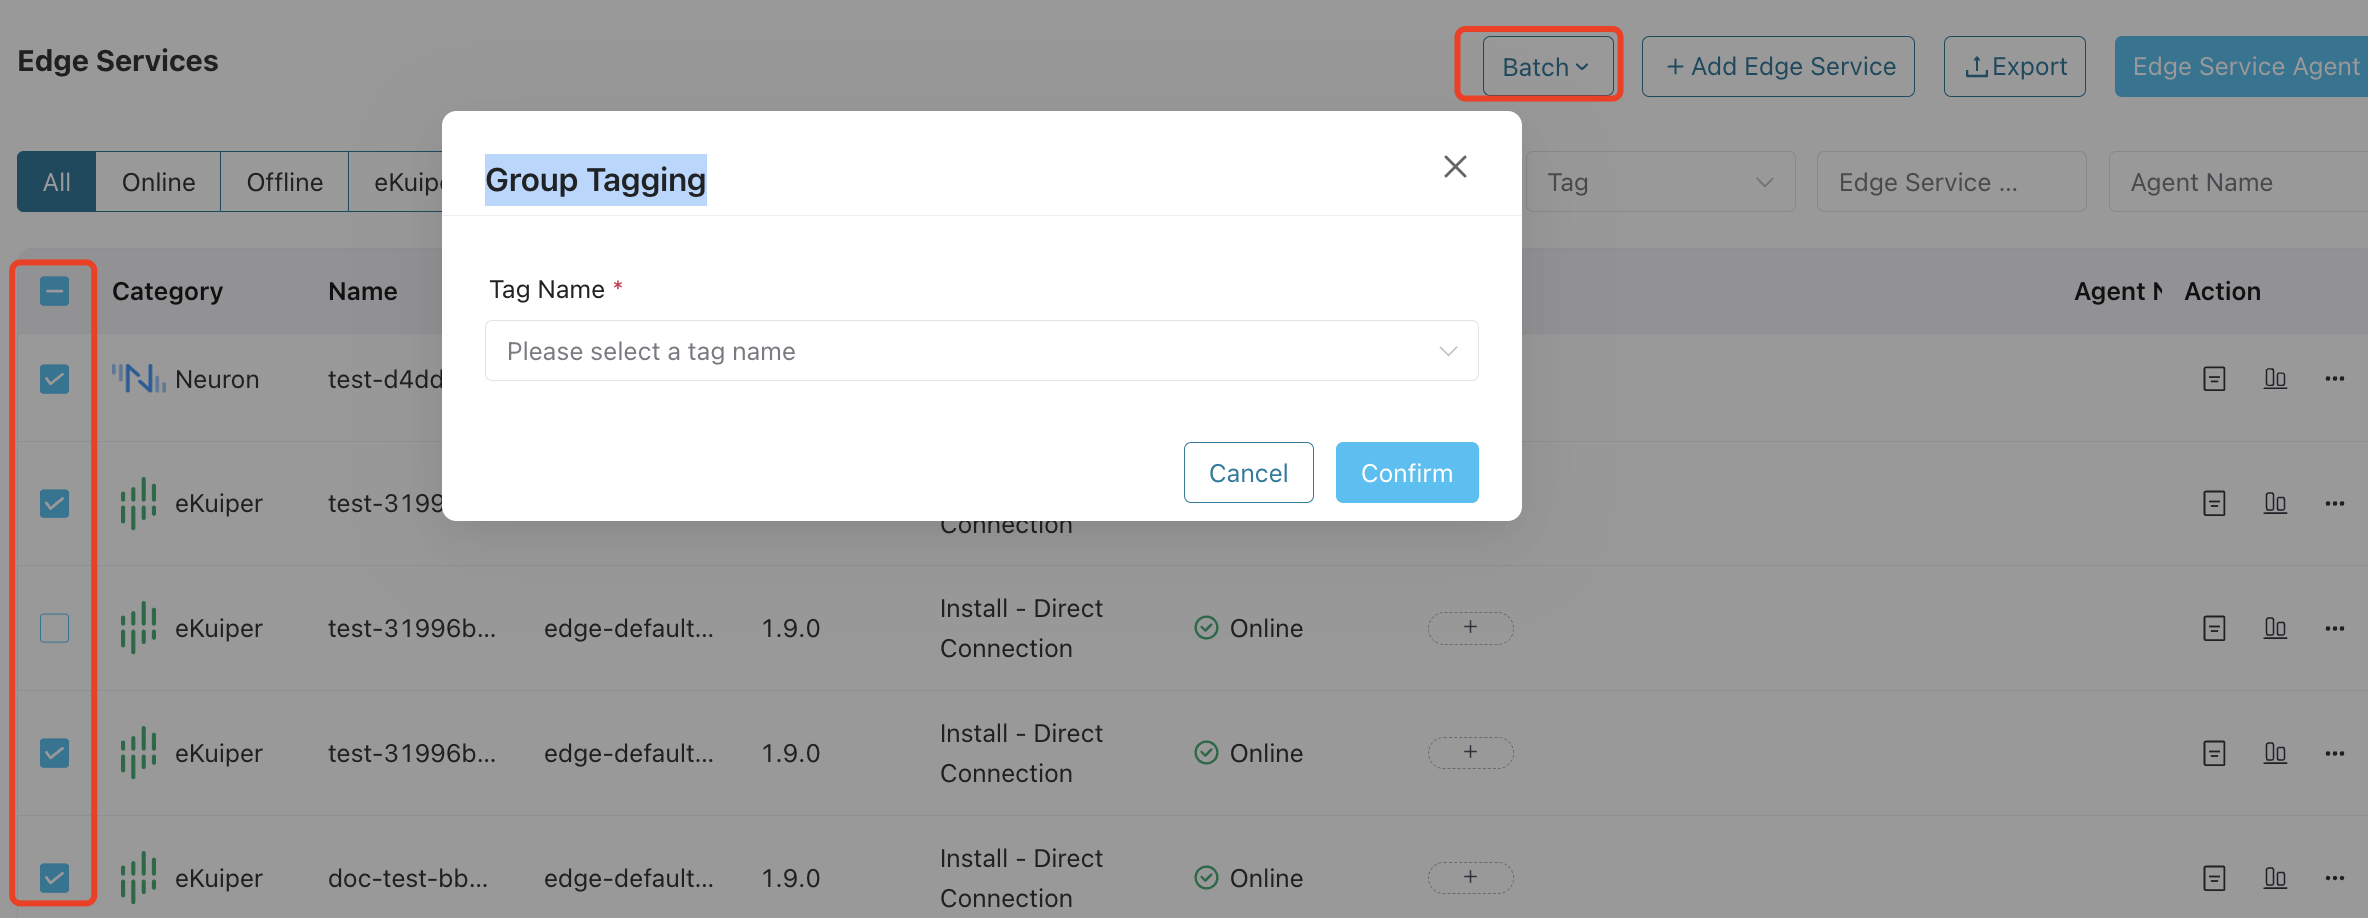 Edge Services
Batch
+ Add Edge Service
Export
Edge Service Agent
All
Online
Offline
Tag
Edge Service ...
Agent Name
Group Tagging
Tag Name *
Please select a tag name
Cancel
Confirm
Category Name Agent Action
Neuron test-d4dd
eKuiper test-3199
Connection
eKuiper test-31996b... edge-default... 1.9.0 Install - Direct Online +
Connection
eKuiper test-31996b... edge-default... 1.9.0 Install - Direct Online +
Connection
eKuiper doc-test-bb... edge-default... 1.9.0 Install - Direct Online +
Connection